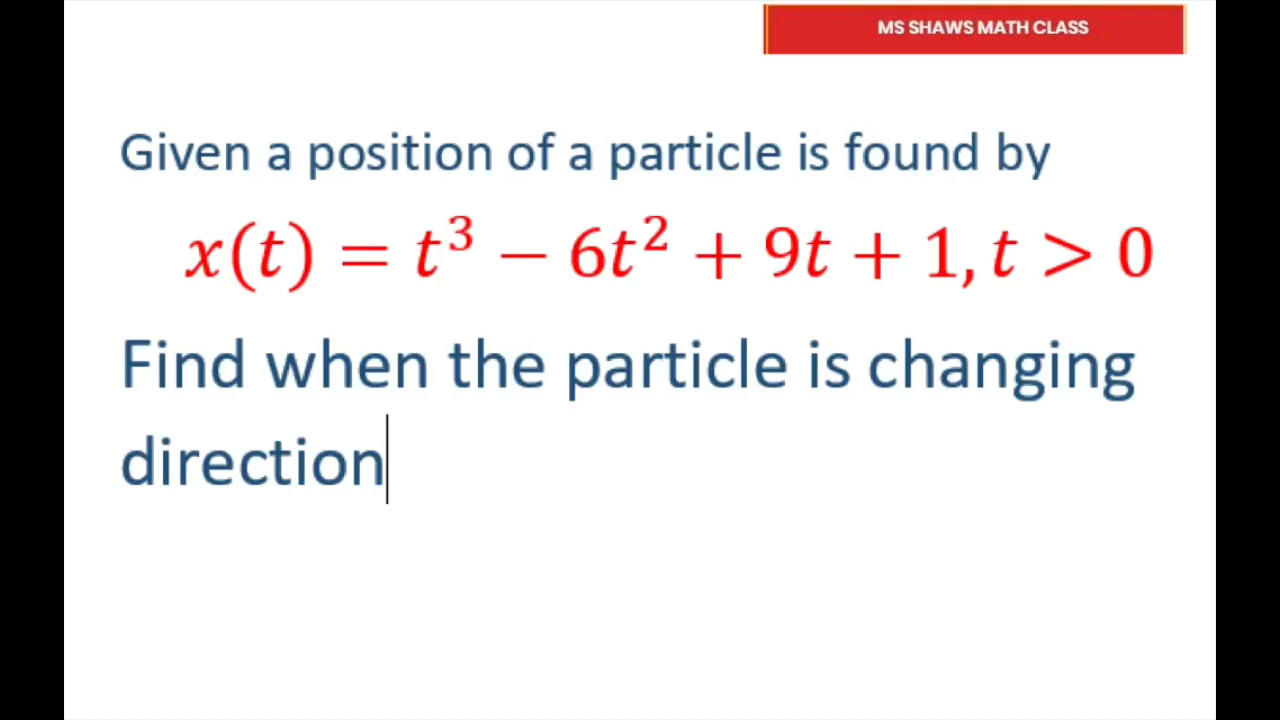 MS SHAWS MATH CLASS
Given a position of a particle is found by
x(t) = t³ − 6t² + 9t + 1, t > 0
Find when the particle is changing
direction